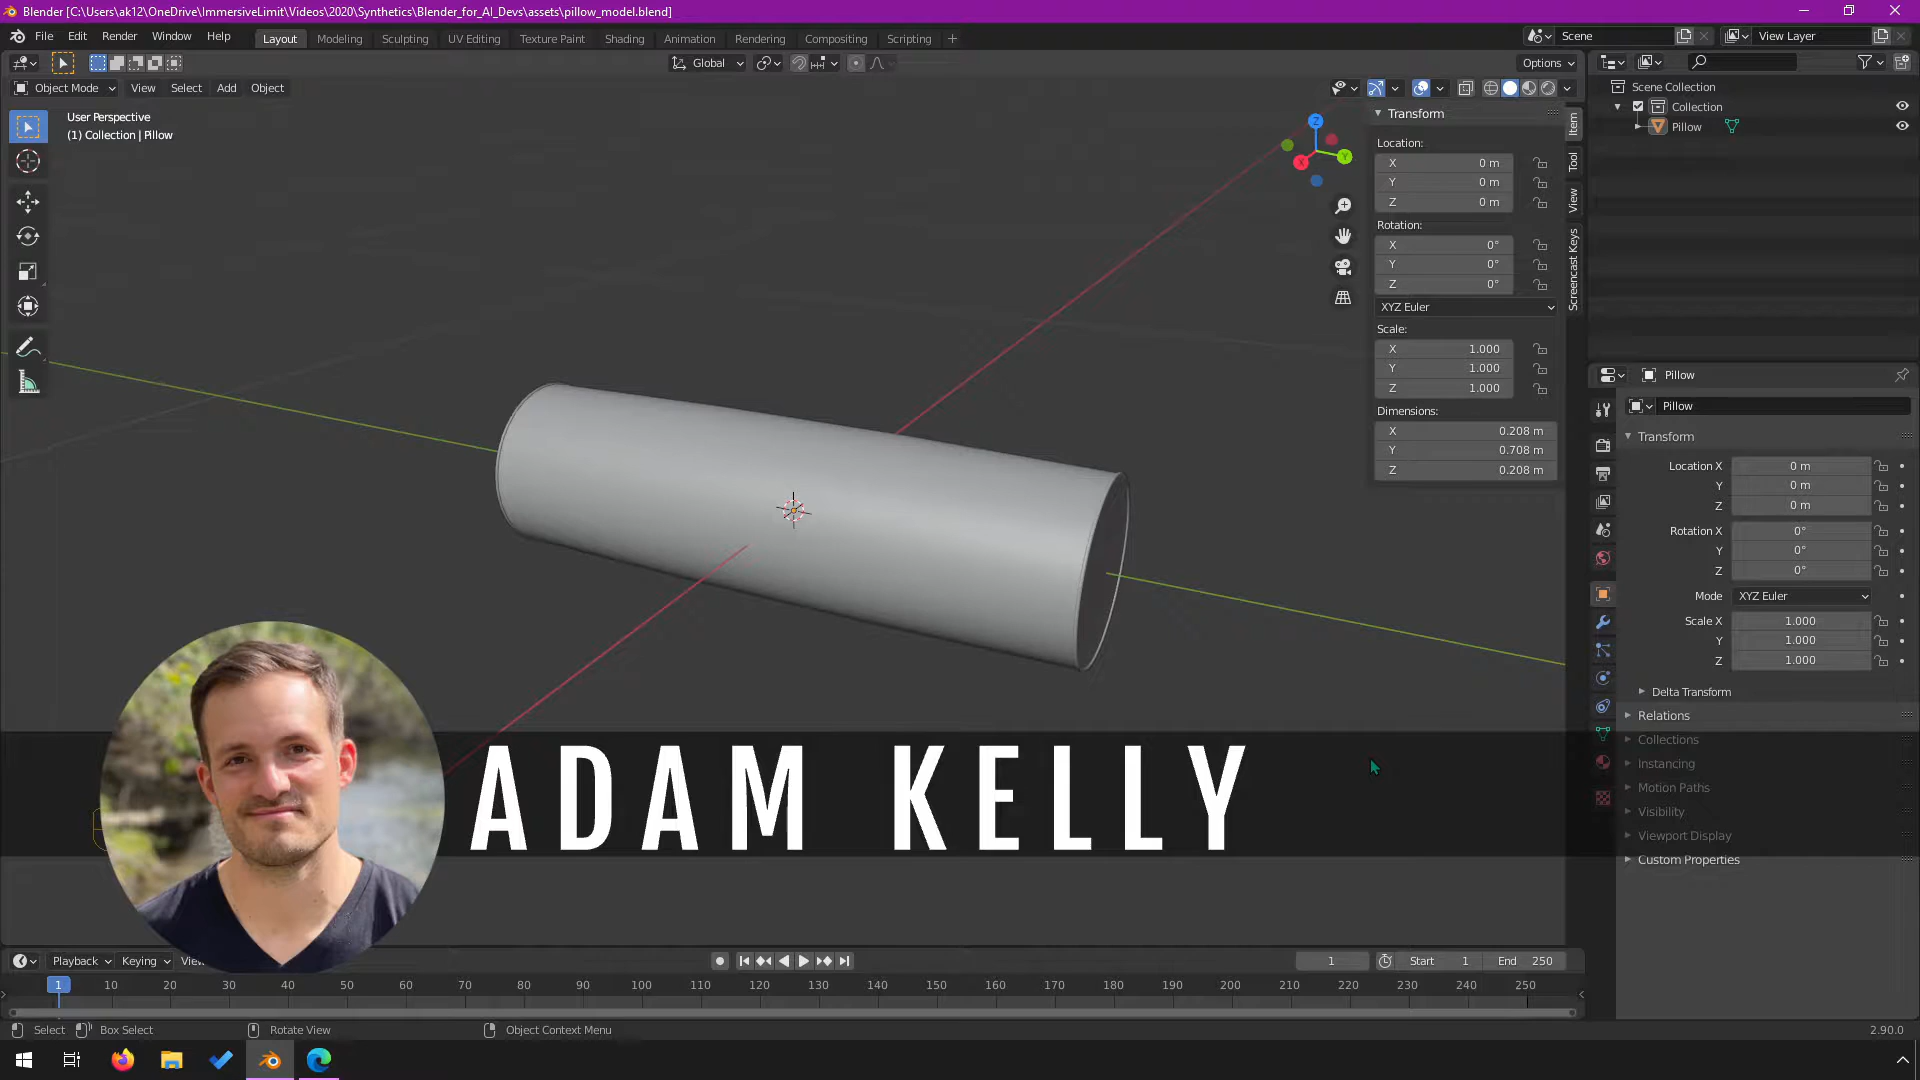 Blender [C:\Users\ak12\OneDrive\ImmersiveLimit\Videos\2020\Synthetics\Blender_for_AI_Devs\assets\pillow_model.blend]
File Edit Render Window Help Layout Modeling Sculpting UV Editing Texture Paint Shading Animation Rendering Compositing Scripting + Scene View Layer
Global Options
Object Mode View Select Add Object
User Perspective
(1) Collection | Pillow
Z
Y
X
Transform
Location:
X 0 m
Y 0 m
Z 0 m
Rotation:
X 0°
Y 0°
Z 0°
XYZ Euler
Scale:
X 1.000
Y 1.000
Z 1.000
Dimensions:
X 0.208 m
Y 0.708 m
Z 0.208 m
Item
Tool
View
Screencast Keys
Scene Collection
Collection
Pillow
Pillow
Pillow
Transform
Location X 0 m
Y 0 m
Z 0 m
Rotation X 0°
Y 0°
Z 0°
Mode XYZ Euler
Scale X 1.000
Y 1.000
Z 1.000
Delta Transform
Relations
Collections
Instancing
Motion Paths
Visibility
Viewport Display
Custom Properties
ADAM KELLY
Playback Keying 1 Start 1 End 250
1 10 20 30 40 50 60 70 80 90 100 110 120 130 140 150 160 170 180 190 200 210 220 230 240 250
Select Box Select Rotate View Object Context Menu 2.90.0